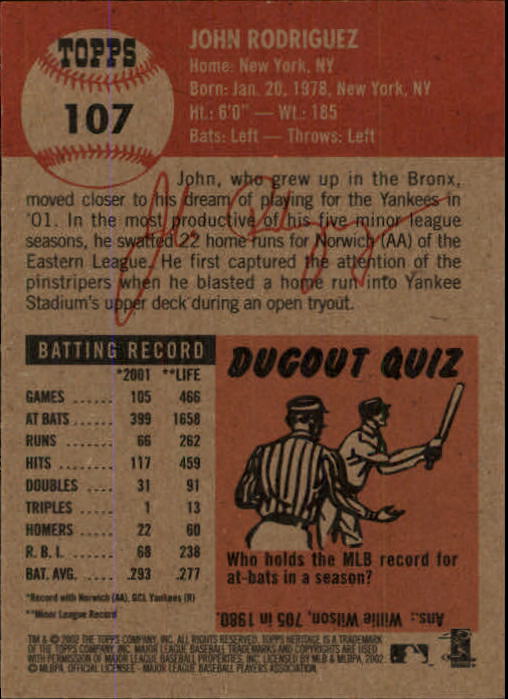 TOPPS
107
JOHN RODRIGUEZ
Home: New York, NY
Born: Jan. 20, 1978, New York, NY
Ht.: 6'0" — Wt.: 185
Bats: Left — Throws: Left
John, who grew up in the Bronx,
moved closer to his dream of playing for the Yankees in
'01. In the most productive of his five minor league
seasons, he swatted 22 home runs for Norwich (AA) of the
Eastern League. He first captured the attention of the
pinstripers when he blasted a home run into Yankee
Stadium's upper deck during an open tryout.
BATTING RECORD
*2001 **LIFE
GAMES ...... 105 466
AT BATS ...... 399 1658
RUNS ...... 66 262
HITS ........ 117 459
DOUBLES .... 31 91
TRIPLES ..... 1 13
HOMERS ..... 22 60
R. B. I. ...... 68 238
BAT. AVG. .... .293 .277
*Record with Norwich (AA), GCL Yankees (R)
**Minor League Record
DUGOUT QUIZ
Who holds the MLB record for
at-bats in a season?
Ans.: Willie Wilson, 705 in 1980.
TM & © 2002 THE TOPPS COMPANY, INC. ALL RIGHTS RESERVED. TOPPS HERITAGE IS A TRADEMARK
OF THE TOPPS COMPANY, INC. MAJOR LEAGUE BASEBALL TRADEMARKS AND COPYRIGHTS ARE USED
WITH PERMISSION OF MAJOR LEAGUE BASEBALL PROPERTIES, INC. LICENSED BY MLB & MLBPA, 2002.
© MLBPA. OFFICIAL LICENSEE - MAJOR LEAGUE BASEBALL PLAYERS ASSOCIATION.